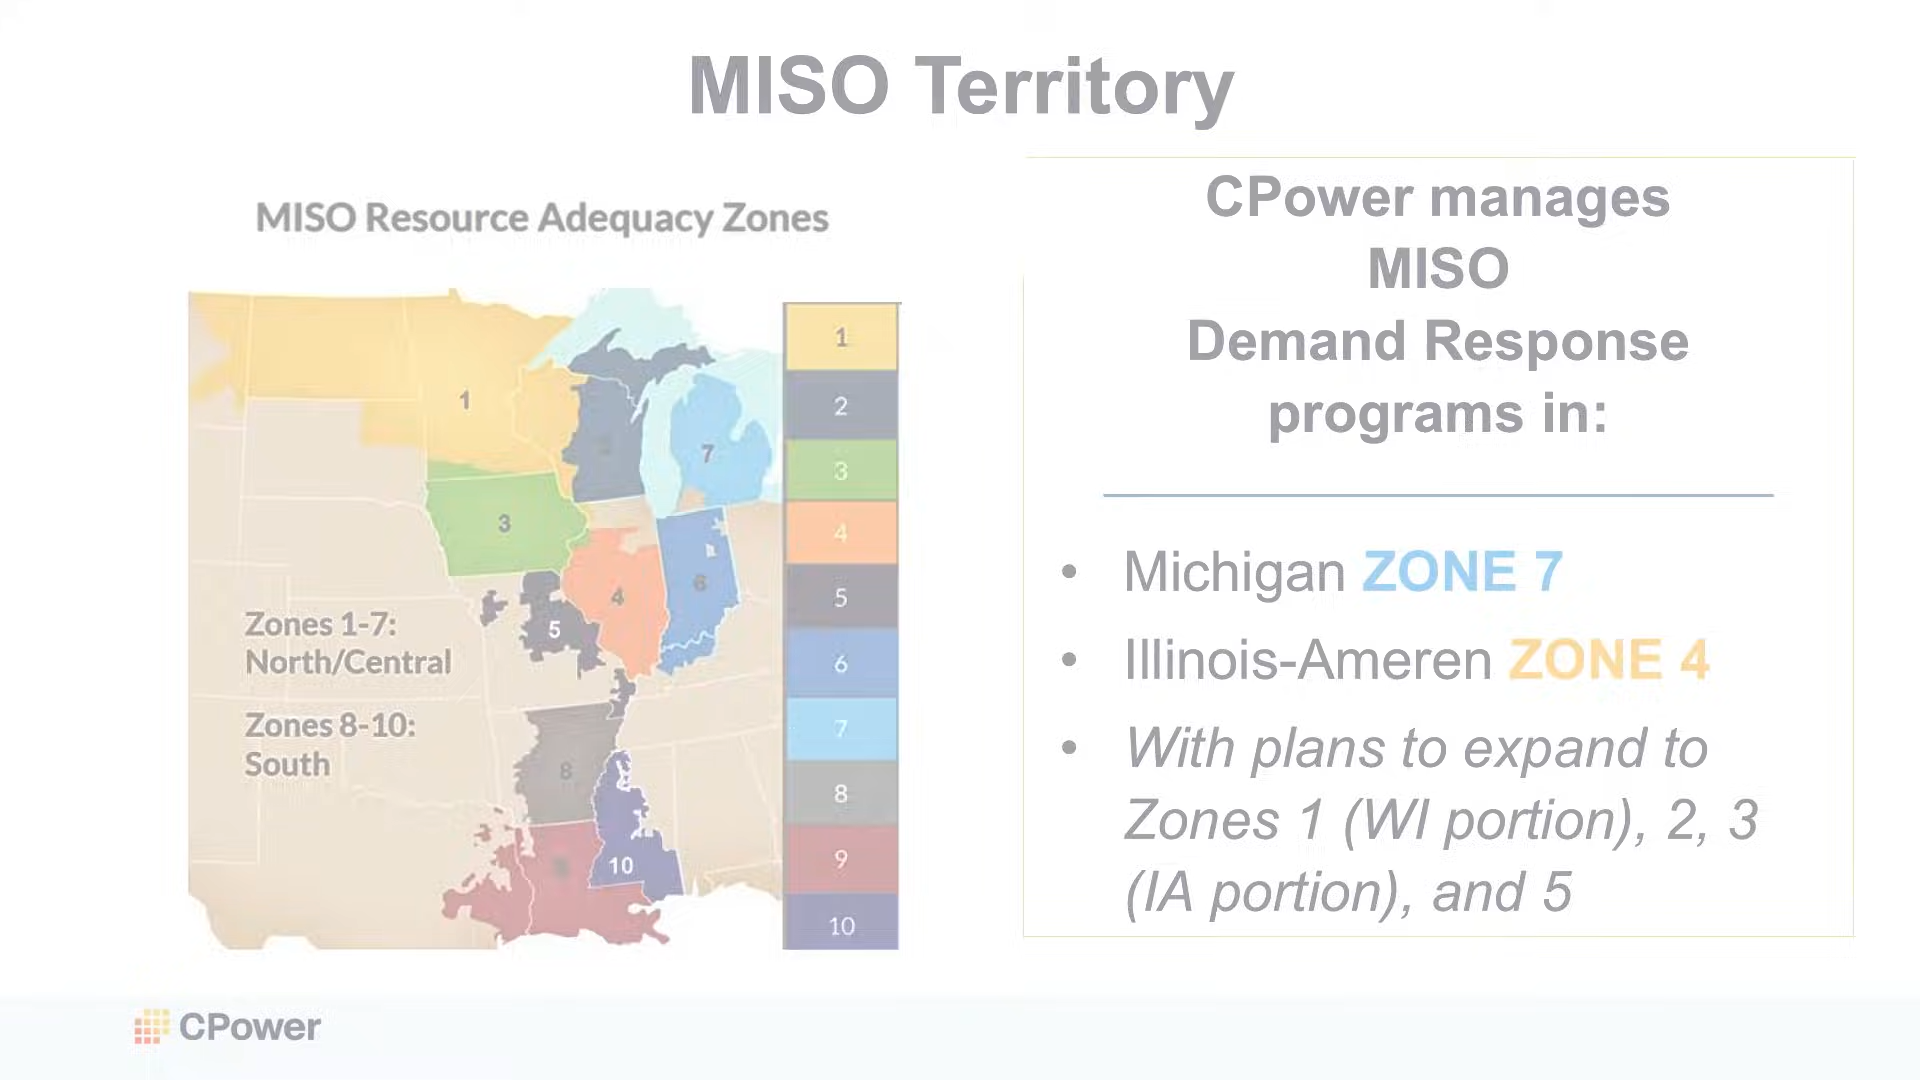 MISO Territory
MISO Resource Adequacy Zones
1
7
3
4
6
5
8
10
Zones 1-7:
North/Central
Zones 8-10:
South
1
2
3
4
5
6
7
8
9
10
CPower manages
MISO
Demand Response
programs in:
• Michigan ZONE 7
• Illinois-Ameren ZONE 4
• With plans to expand to
Zones 1 (WI portion), 2, 3
(IA portion), and 5
CPower